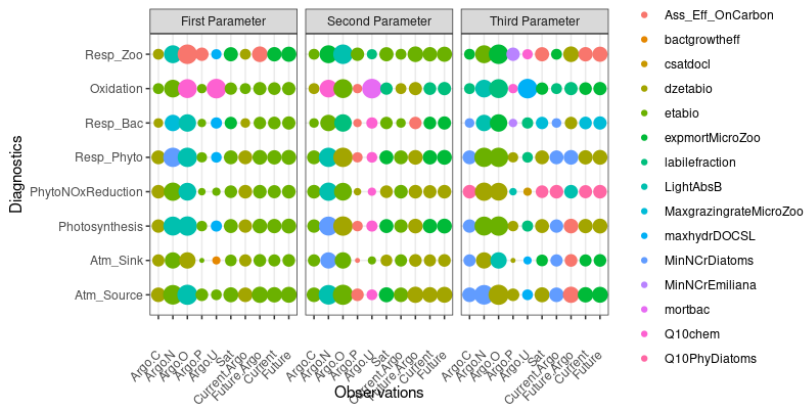 First Parameter
Second Parameter
Third Parameter
Diagnostics
Resp_Zoo
Oxidation
Resp_Bac
Resp_Phyto
PhytoNOxReduction
Photosynthesis
Atm_Sink
Atm_Source
Argo.C
Argo.N
Argo.O
Argo.P
Argo.U
Sat
Current Argo
Future Argo
Current
Future
Argo.C
Argo.N
Argo.O
Argo.P
Argo.U
Sat
Current Argo
Future Argo
Current
Future
Argo.C
Argo.N
Argo.O
Argo.P
Argo.U
Sat
Current Argo
Future Argo
Current
Future
Observations
Ass_Eff_OnCarbon
bactgrowtheff
csatdocl
dzetabio
etabio
expmortMicroZoo
labilefraction
LightAbsB
MaxgrazingrateMicroZoo
maxhydrDOCSL
MinNCrDiatoms
MinNCrEmiliana
mortbac
Q10chem
Q10PhyDiatoms